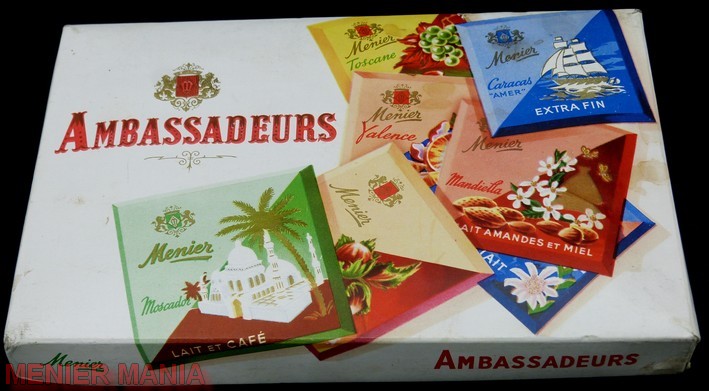 AMBASSADEURS
Menier
Toscane
Menier
Caracas
"AMER"
EXTRA FIN
Menier
Valence
Menier
Mandiella
LAIT AMANDES ET MIEL
Menier
LAIT
Menier
Moscador
LAIT ET CAFÉ
Menier
AMBASSADEURS
MENIER MANIA